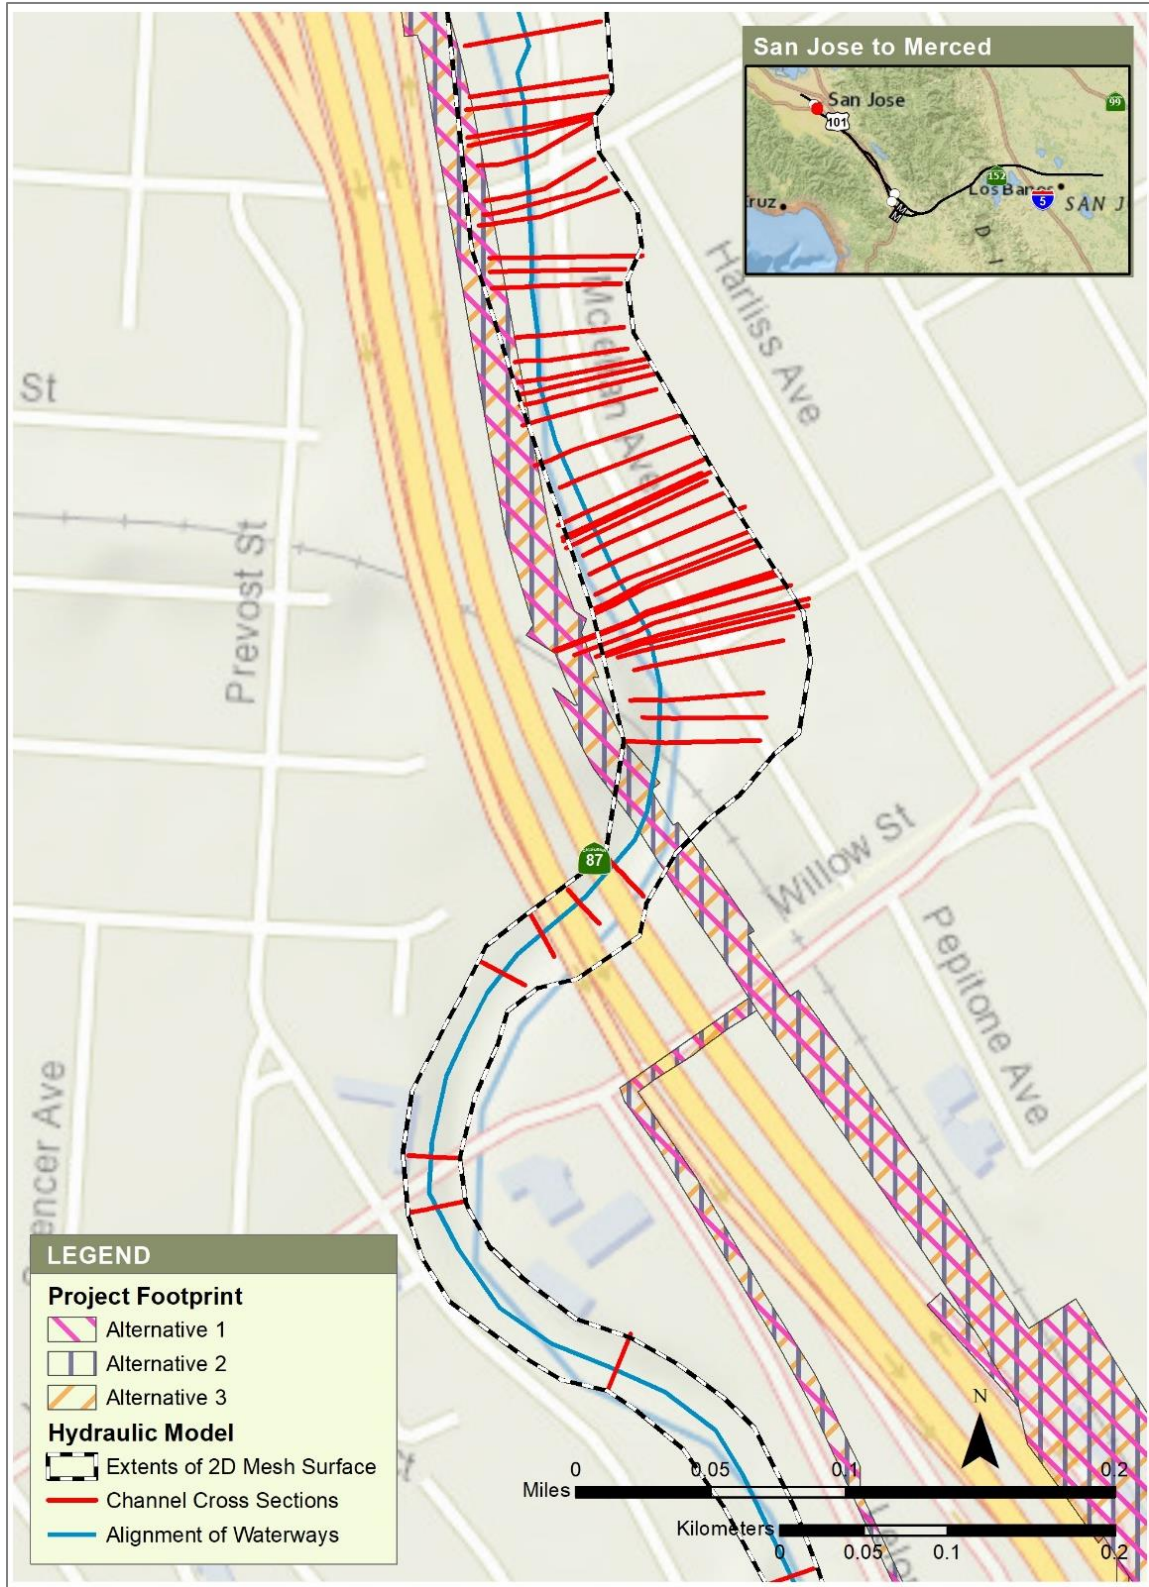 San Jose to Merced
99
San Jose
101
152
Los Banos
5
SAN J
ruz
D I
Harliss Ave
Mclellan Ave
St
Prevost St
87
Willow St
Pepitone Ave
encer Ave
LEGEND
Project Footprint
Alternative 1
Alternative 2
Alternative 3
Hydraulic Model
Extents of 2D Mesh Surface
Channel Cross Sections
Alignment of Waterways
N
0 0.05 0.1 0.2
Miles
Kilometers
0 0.05 0.1 0.2